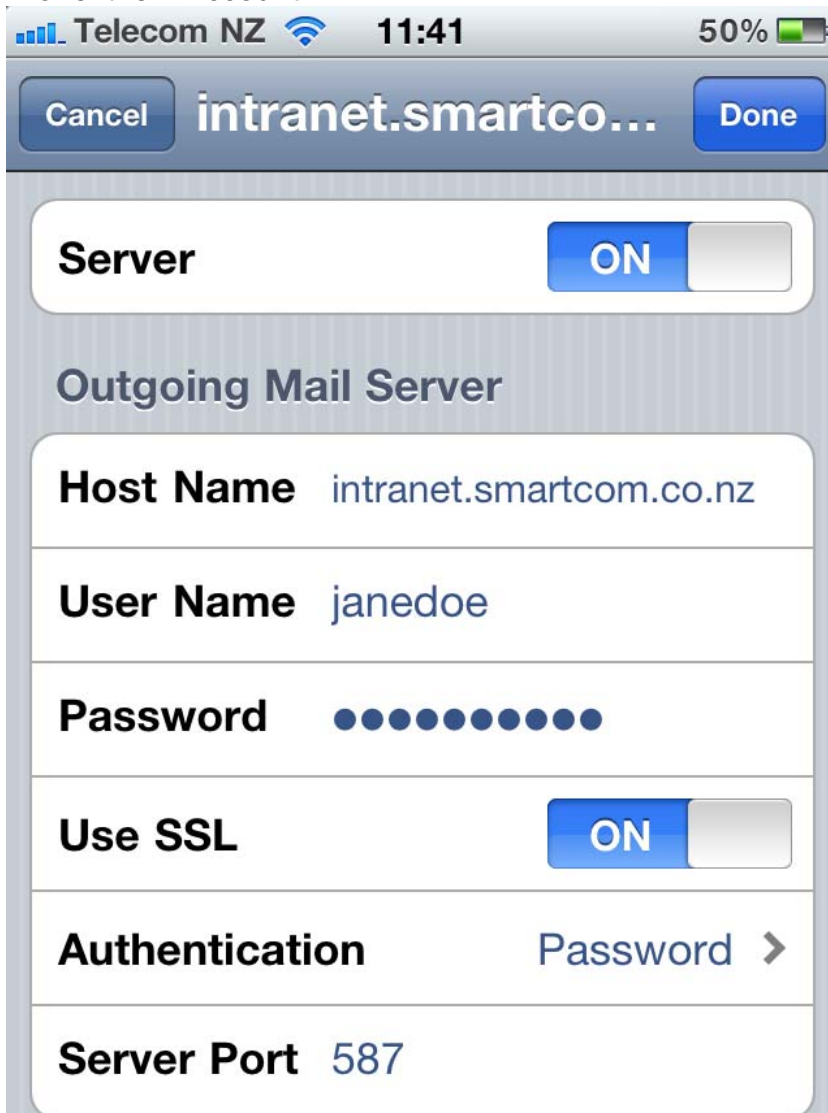 Telecom NZ 11:41 50%
Cancel intranet.smartco... Done
Server ON
Outgoing Mail Server
Host Name intranet.smartcom.co.nz
User Name janedoe
Password ●●●●●●●●●●
Use SSL ON
Authentication Password
Server Port 587